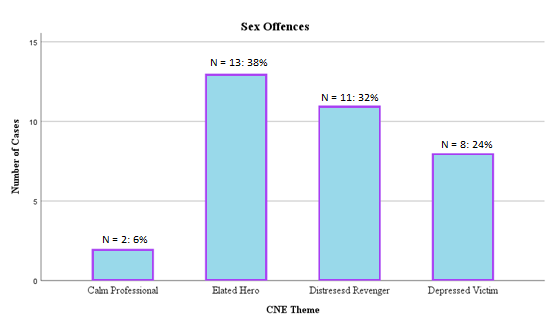 Sex Offences
Number of Cases
15
10
5
0
N = 2: 6%
N = 13: 38%
N = 11: 32%
N = 8: 24%
Calm Professional
Elated Hero
Distresesd Revenger
Depressed Victim
CNE Theme